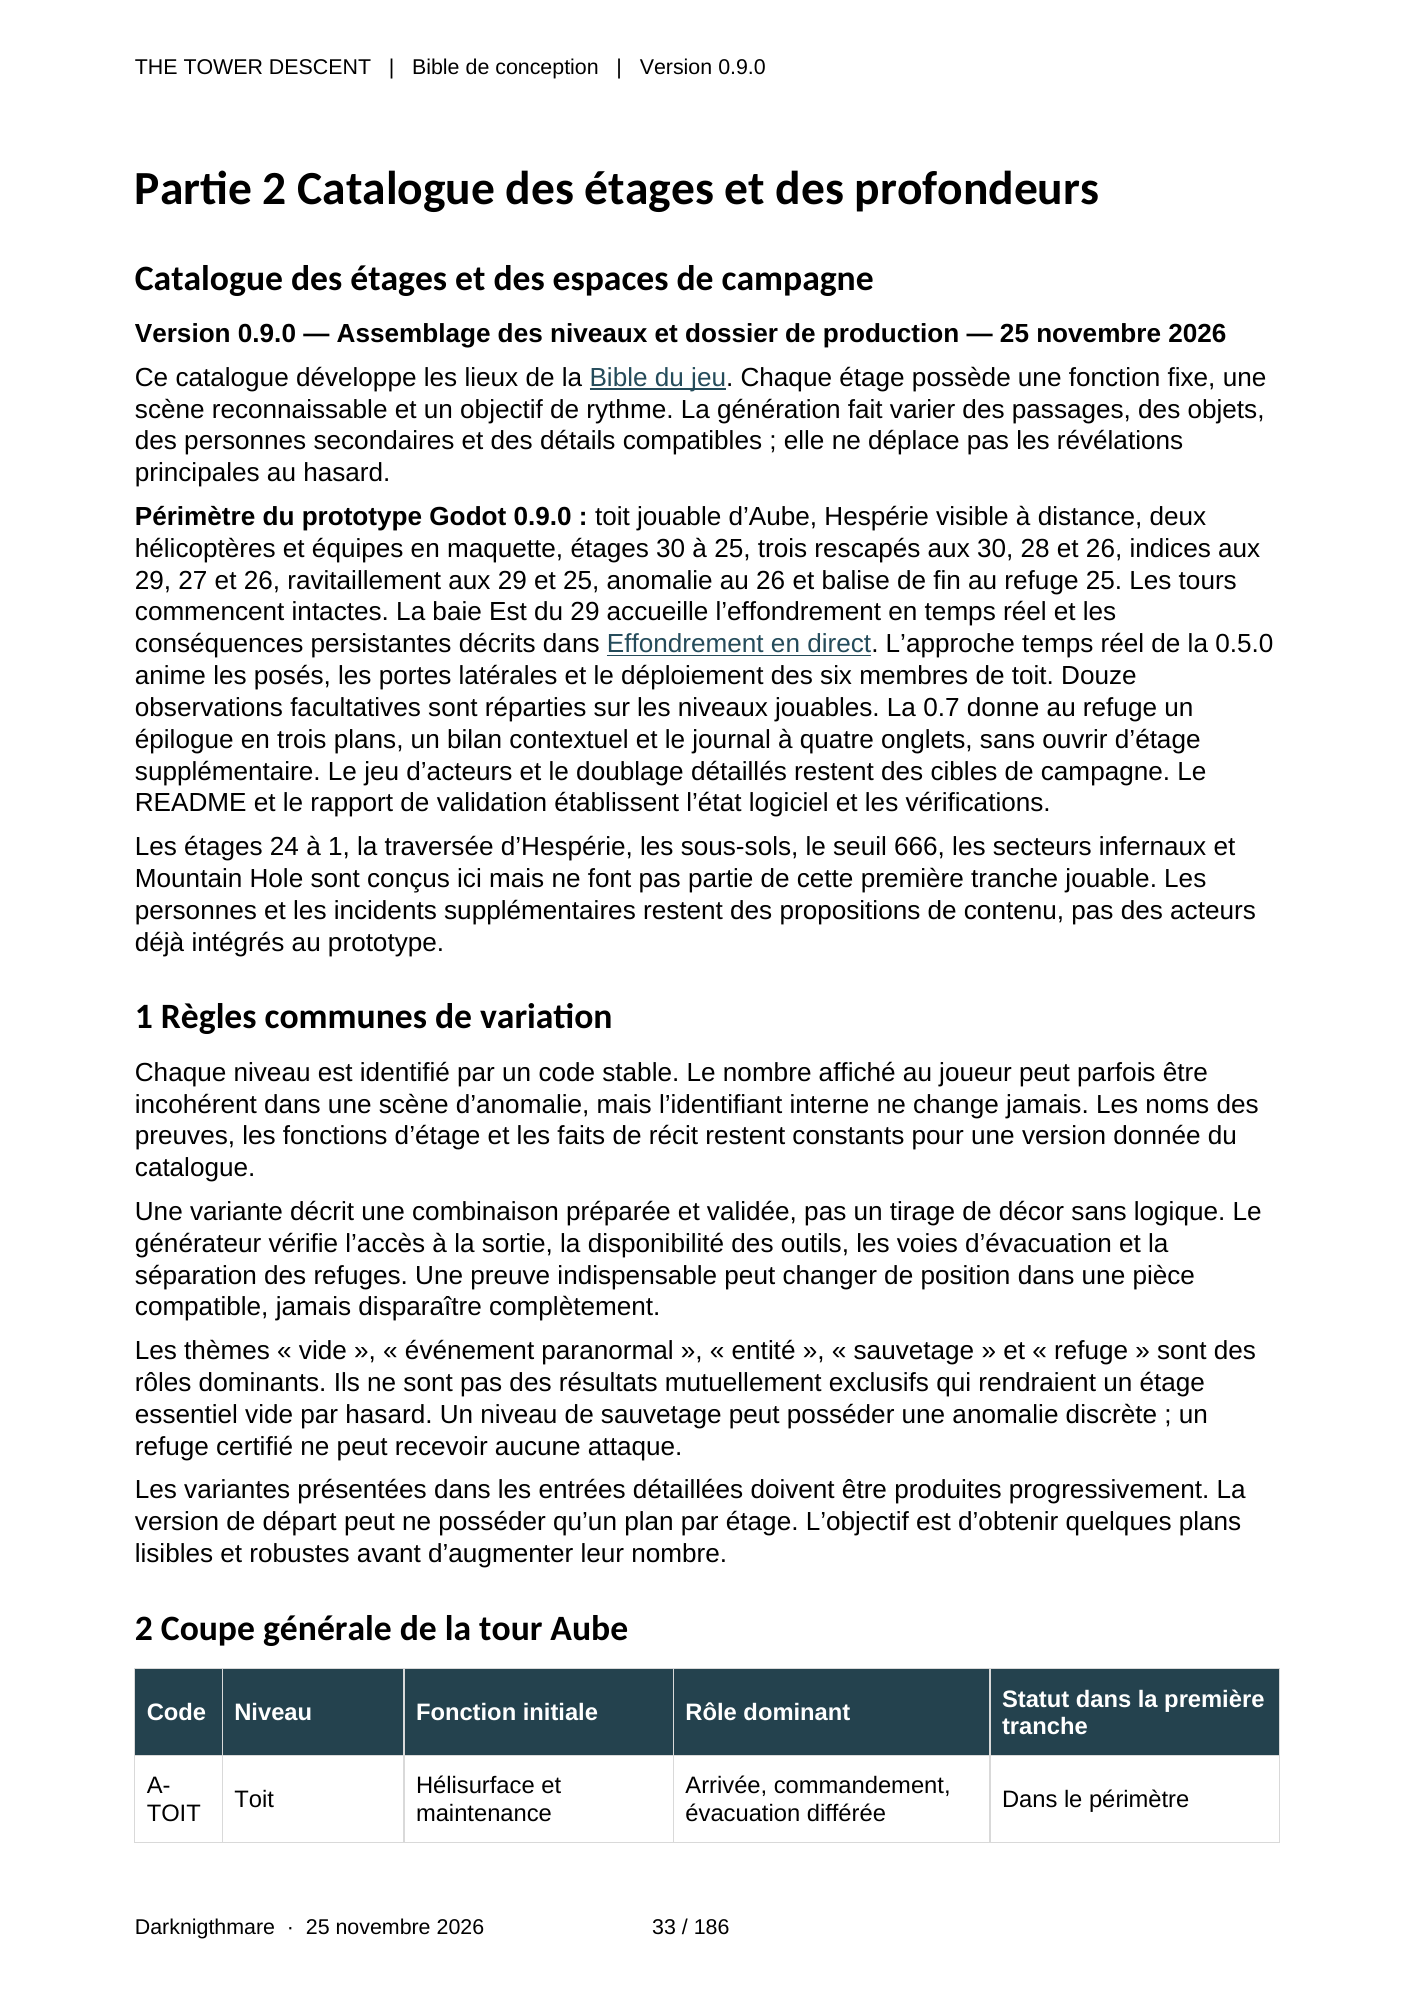 THE TOWER DESCENT | Bible de conception | Version 0.9.0
Partie 2 Catalogue des étages et des profondeurs
Catalogue des étages et des espaces de campagne
Version 0.9.0 — Assemblage des niveaux et dossier de production — 25 novembre 2026
Ce catalogue développe les lieux de la Bible du jeu. Chaque étage possède une fonction fixe, une
scène reconnaissable et un objectif de rythme. La génération fait varier des passages, des objets,
des personnes secondaires et des détails compatibles ; elle ne déplace pas les révélations
principales au hasard.
Périmètre du prototype Godot 0.9.0 : toit jouable d’Aube, Hespérie visible à distance, deux
hélicoptères et équipes en maquette, étages 30 à 25, trois rescapés aux 30, 28 et 26, indices aux
29, 27 et 26, ravitaillement aux 29 et 25, anomalie au 26 et balise de fin au refuge 25. Les tours
commencent intactes. La baie Est du 29 accueille l’effondrement en temps réel et les
conséquences persistantes décrits dans Effondrement en direct. L’approche temps réel de la 0.5.0
anime les posés, les portes latérales et le déploiement des six membres de toit. Douze
observations facultatives sont réparties sur les niveaux jouables. La 0.7 donne au refuge un
épilogue en trois plans, un bilan contextuel et le journal à quatre onglets, sans ouvrir d’étage
supplémentaire. Le jeu d’acteurs et le doublage détaillés restent des cibles de campagne. Le
README et le rapport de validation établissent l’état logiciel et les vérifications.
Les étages 24 à 1, la traversée d’Hespérie, les sous-sols, le seuil 666, les secteurs infernaux et
Mountain Hole sont conçus ici mais ne font pas partie de cette première tranche jouable. Les
personnes et les incidents supplémentaires restent des propositions de contenu, pas des acteurs
déjà intégrés au prototype.
1 Règles communes de variation
Chaque niveau est identifié par un code stable. Le nombre affiché au joueur peut parfois être
incohérent dans une scène d’anomalie, mais l’identifiant interne ne change jamais. Les noms des
preuves, les fonctions d’étage et les faits de récit restent constants pour une version donnée du
catalogue.
Une variante décrit une combinaison préparée et validée, pas un tirage de décor sans logique. Le
générateur vérifie l’accès à la sortie, la disponibilité des outils, les voies d’évacuation et la
séparation des refuges. Une preuve indispensable peut changer de position dans une pièce
compatible, jamais disparaître complètement.
Les thèmes « vide », « événement paranormal », « entité », « sauvetage » et « refuge » sont des
rôles dominants. Ils ne sont pas des résultats mutuellement exclusifs qui rendraient un étage
essentiel vide par hasard. Un niveau de sauvetage peut posséder une anomalie discrète ; un
refuge certifié ne peut recevoir aucune attaque.
Les variantes présentées dans les entrées détaillées doivent être produites progressivement. La
version de départ peut ne posséder qu’un plan par étage. L’objectif est d’obtenir quelques plans
lisibles et robustes avant d’augmenter leur nombre.
2 Coupe générale de la tour Aube
Code
Niveau
Fonction initiale
Rôle dominant
Statut dans la première
tranche
A-
TOIT
Toit
Hélisurface et
maintenance
Arrivée, commandement,
évacuation différée
Dans le périmètre
Darknigthmare · 25 novembre 2026
33 / 186